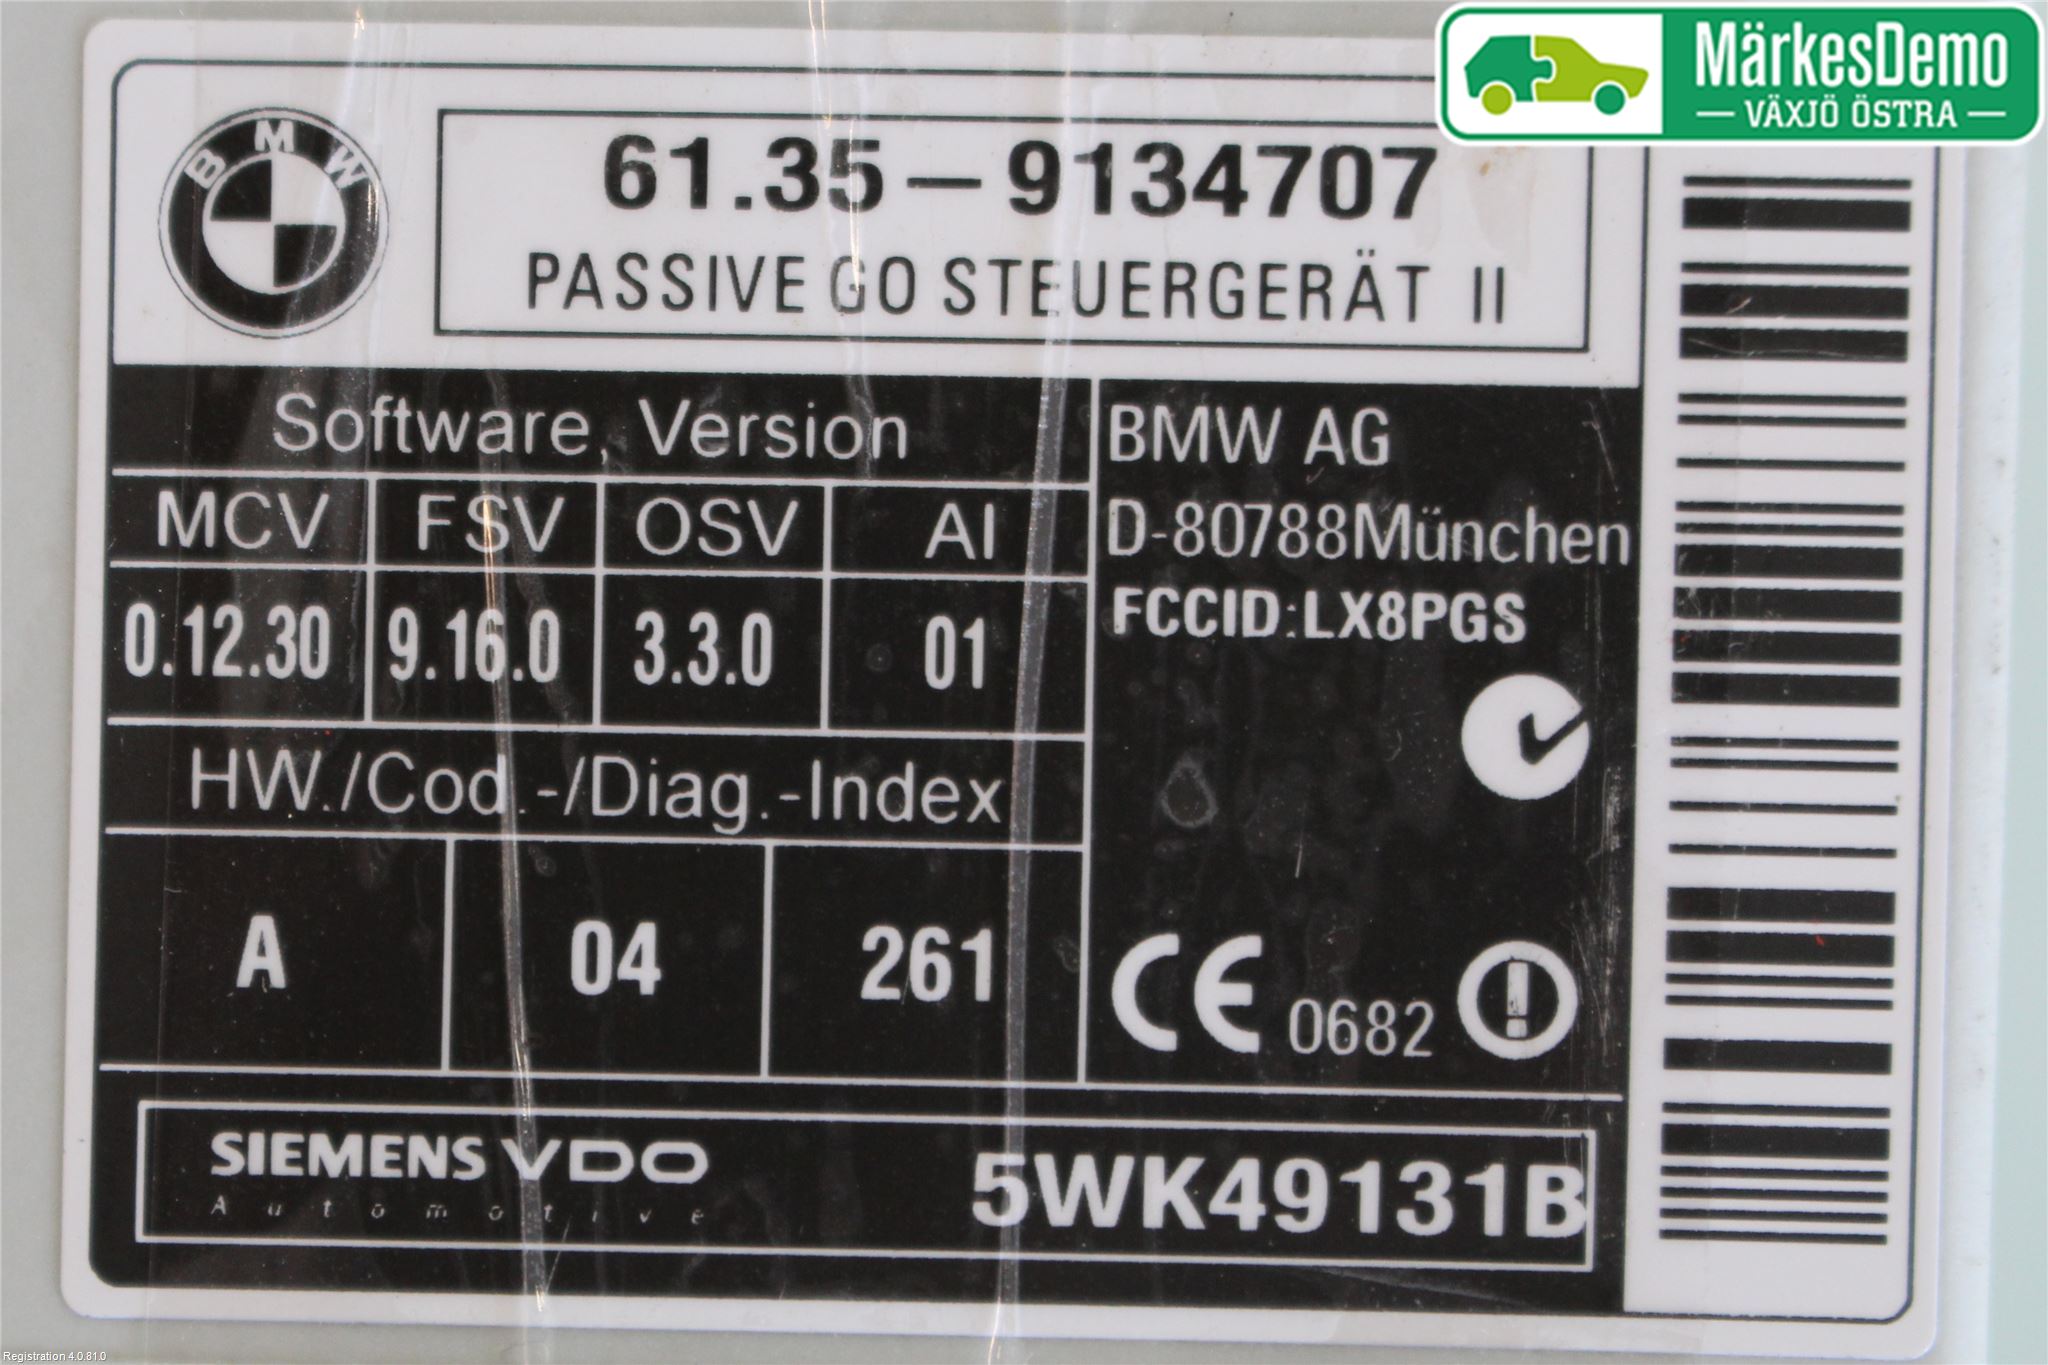 MärkesDemo
VÄXJÖ ÖSTRA
BMW
61.35-9134707
PASSIVE GO STEUERGERÄT II
Software, Version
MCV FSV OSV AI
0.12.30 9.16.0 3.3.0 01
HW./Cod.-/Diag.-Index
A 04 261
BMW AG
D-80788München
FCCID:LX8PGS
CE 0682
SIEMENS VDO
Automotive
5WK49131B
Registration 4.0.81.0